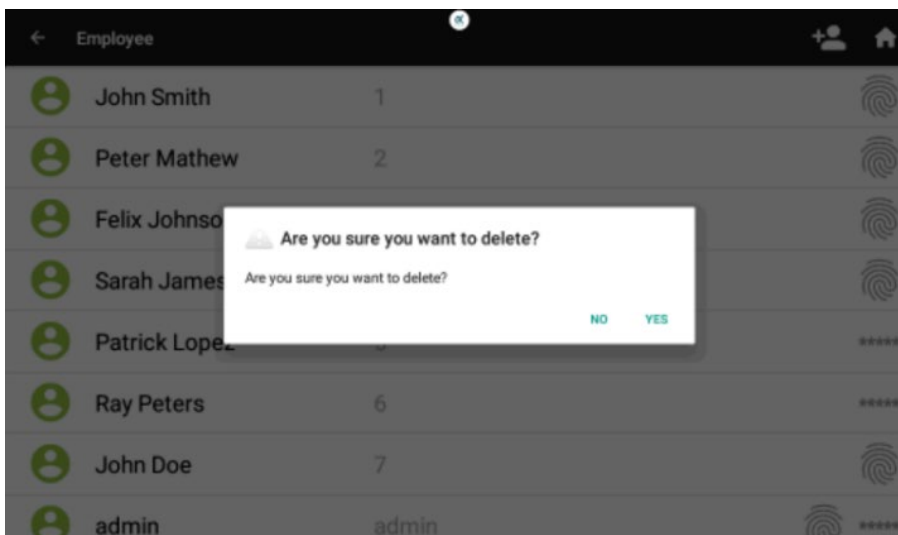 Employee
John Smith 1
Peter Mathew 2
Felix Johnso
Are you sure you want to delete?
Sarah James
Are you sure you want to delete?
NO YES
Patrick Lopez
*****
Ray Peters 6 *****
John Doe 7
admin admin *****